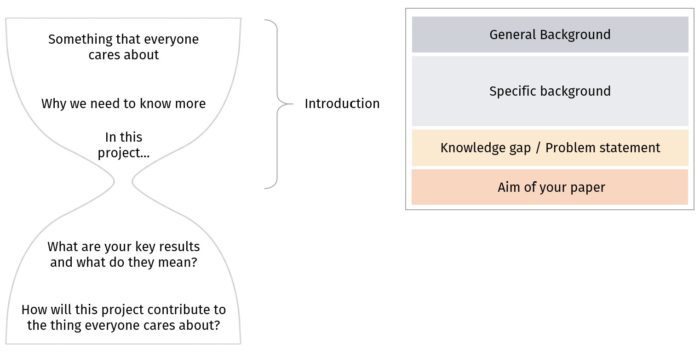 Something that everyone
cares about
Why we need to know more
In this
project...
Introduction
What are your key results
and what do they mean?
How will this project contribute to
the thing everyone cares about?
General Background
Specific background
Knowledge gap / Problem statement
Aim of your paper